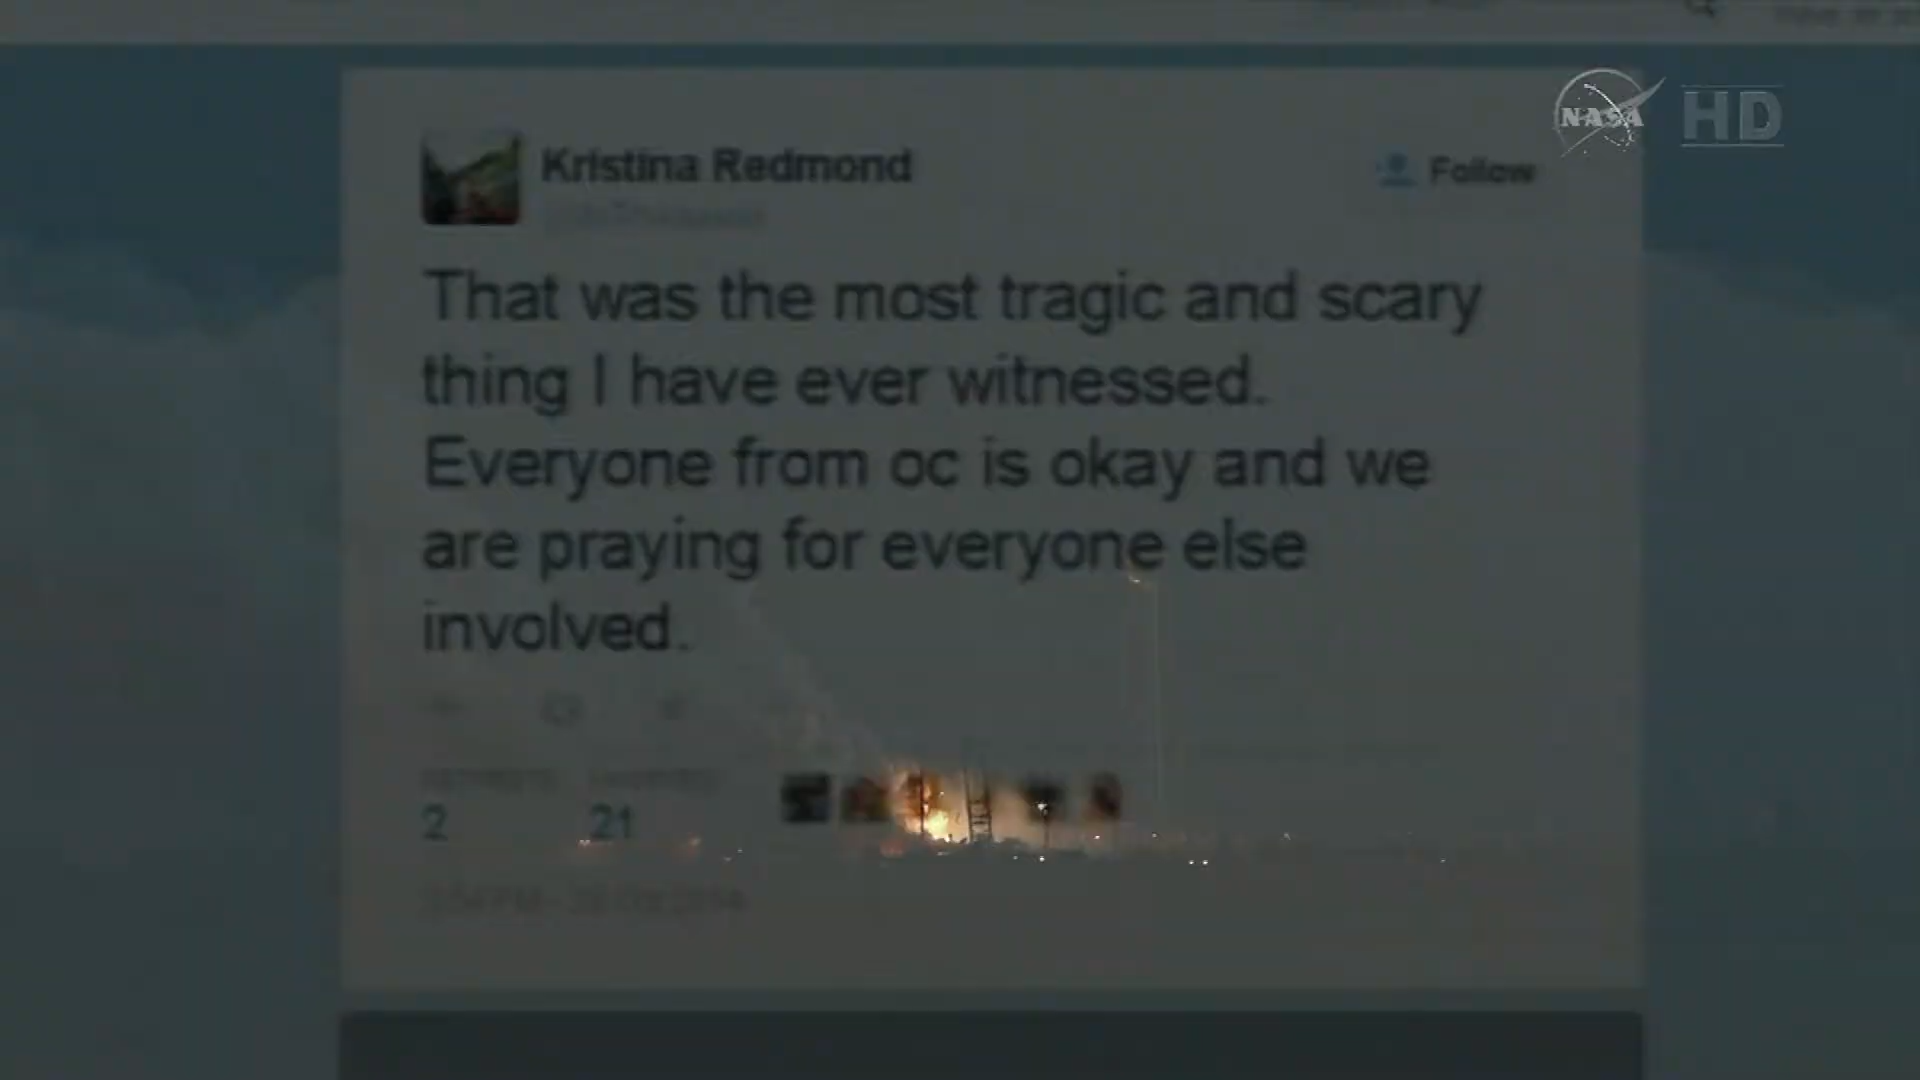 NASA HD
Kristina Redmond
Follow
That was the most tragic and scary
thing I have ever witnessed.
Everyone from oc is okay and we
are praying for everyone else
involved.
2 21